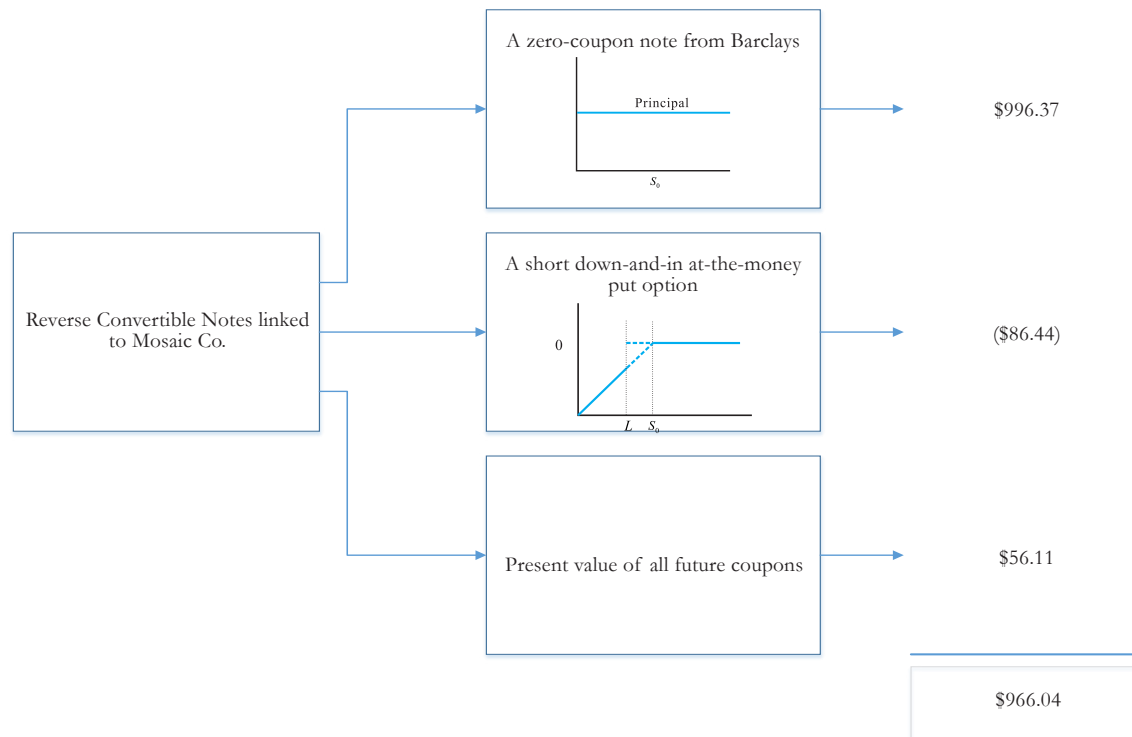 A zero-coupon note from Barclays
Principal
S₀
$996.37
Reverse Convertible Notes linked
to Mosaic Co.
A short down-and-in at-the-money
put option
0
L S₀
($86.44)
Present value of all future coupons
$56.11
$966.04